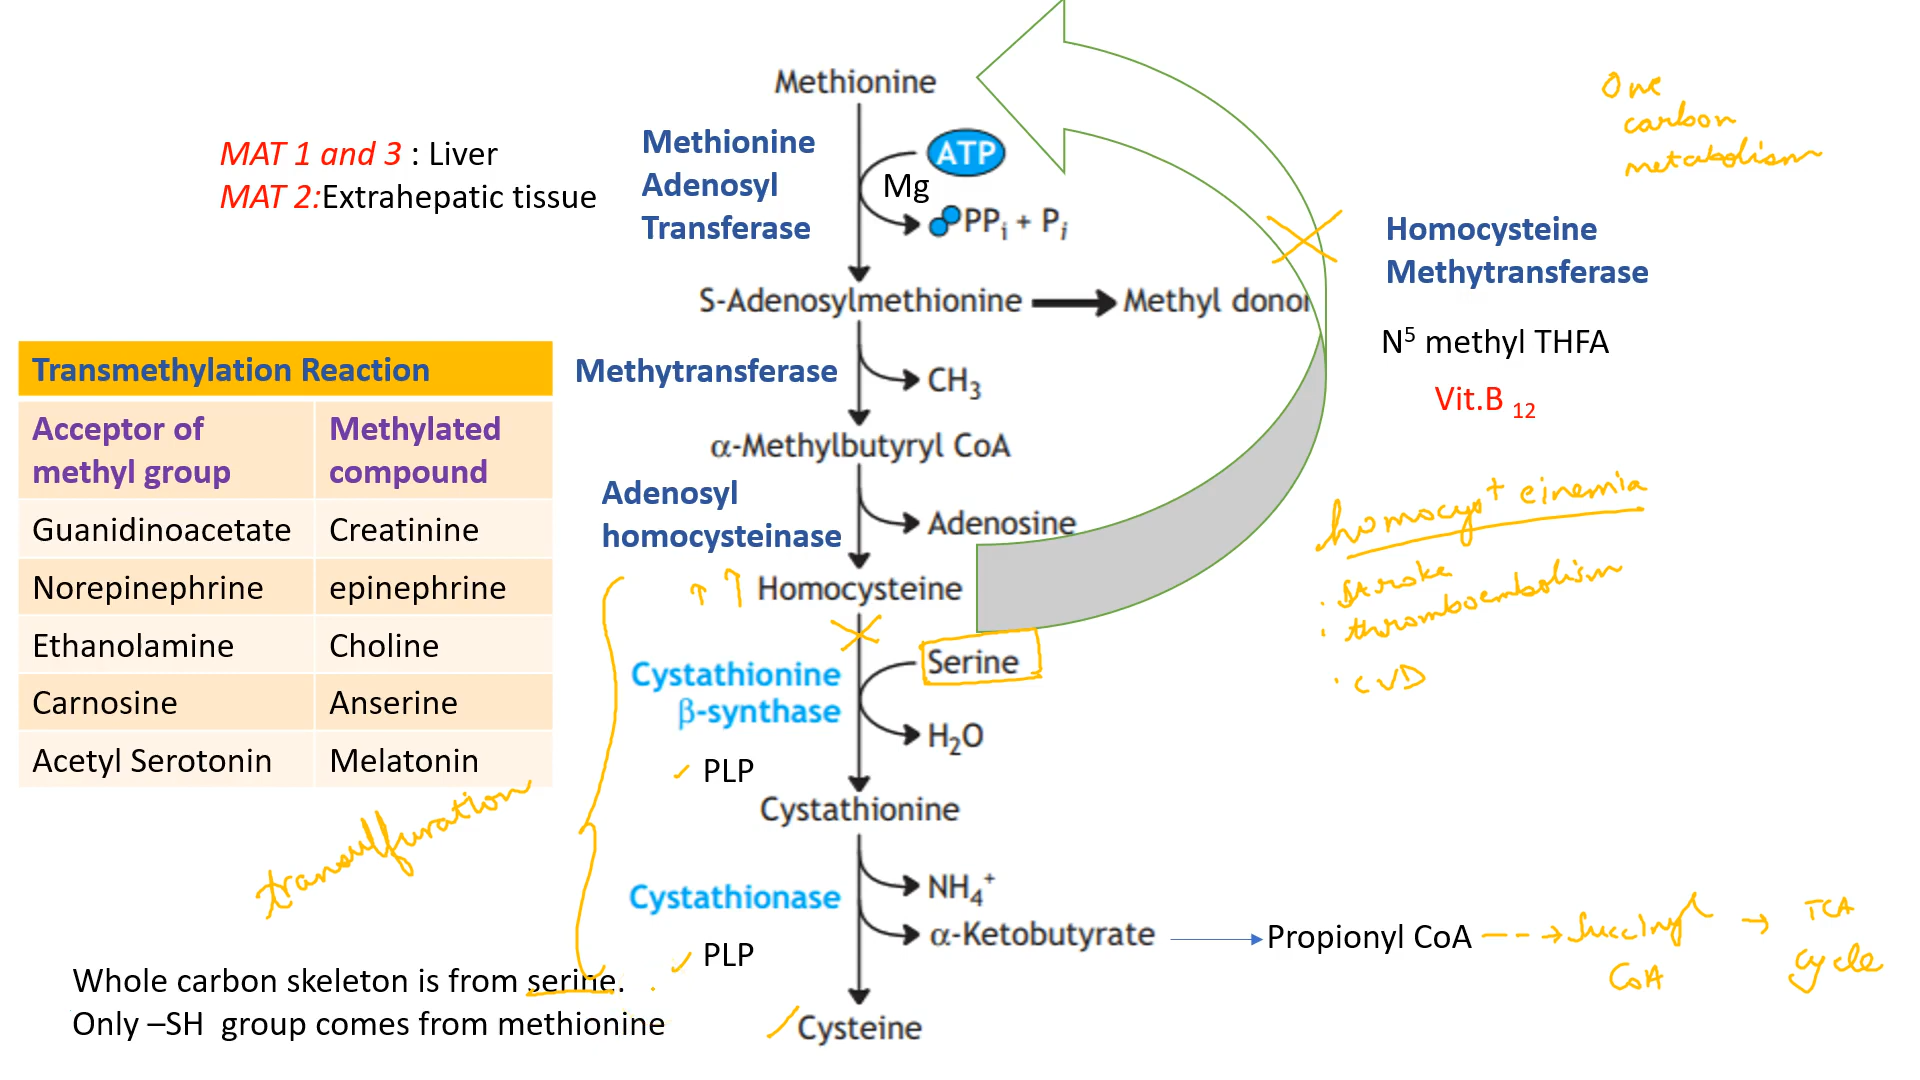 Methionine
MAT 1 and 3 : Liver
MAT 2:Extrahepatic tissue
Methionine
Adenosyl
Transferase
ATP
Mg
PPi + Pi
One
carbon
metabolism
Homocysteine
Methytransferase
S-Adenosylmethionine
Methyl donor
N5 methyl THFA
Vit.B 12
Transmethylation Reaction
Acceptor of methyl group
Methylated compound
Guanidinoacetate Creatinine
Norepinephrine epinephrine
Ethanolamine Choline
Carnosine Anserine
Acetyl Serotonin Melatonin
Methytransferase
CH3
α-Methylbutyryl CoA
Adenosyl
homocysteinase
Adenosine
↑ ↑ Homocysteine
homocyst einemia
· stroke
· thromboembolism
· CVD
Serine
Cystathionine
β-synthase
H2O
✓ PLP
Cystathionine
transulfuration
Cystathionase
NH4+
α-Ketobutyrate
Propionyl CoA
Succinyl
CoA
→ TCA
cycle
✓ PLP
Whole carbon skeleton is from serine.
Only –SH group comes from methionine
Cysteine